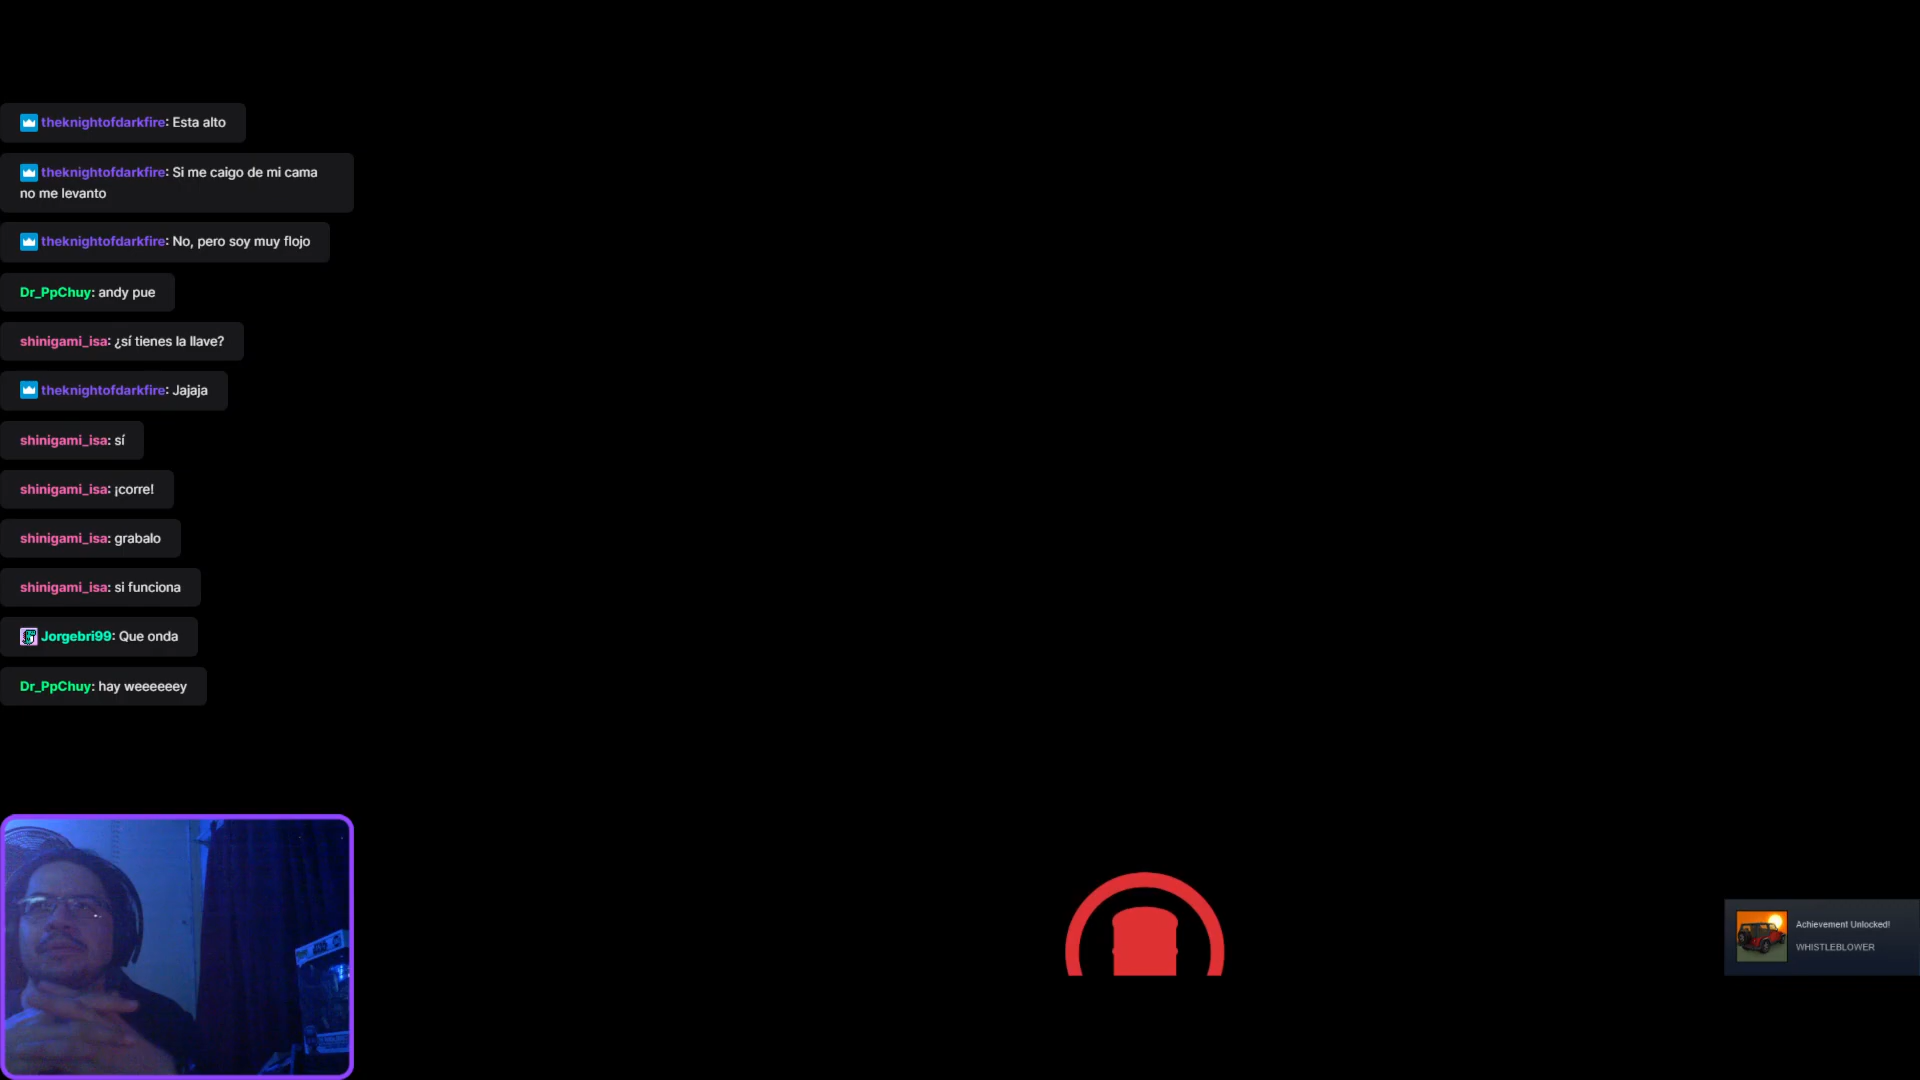 theknightofdarkfire: Esta alto
theknightofdarkfire: Si me caigo de mi cama
no me levanto
theknightofdarkfire: No, pero soy muy flojo
Dr_PpChuy: andy pue
shinigami_isa: ¿sí tienes la llave?
theknightofdarkfire: Jajaja
shinigami_isa: sí
shinigami_isa: ¡corre!
shinigami_isa: grabalo
shinigami_isa: si funciona
Jorgebri99: Que onda
Dr_PpChuy: hay weeeeeey
STAR WARS
Achievement Unlocked!
WHISTLEBLOWER